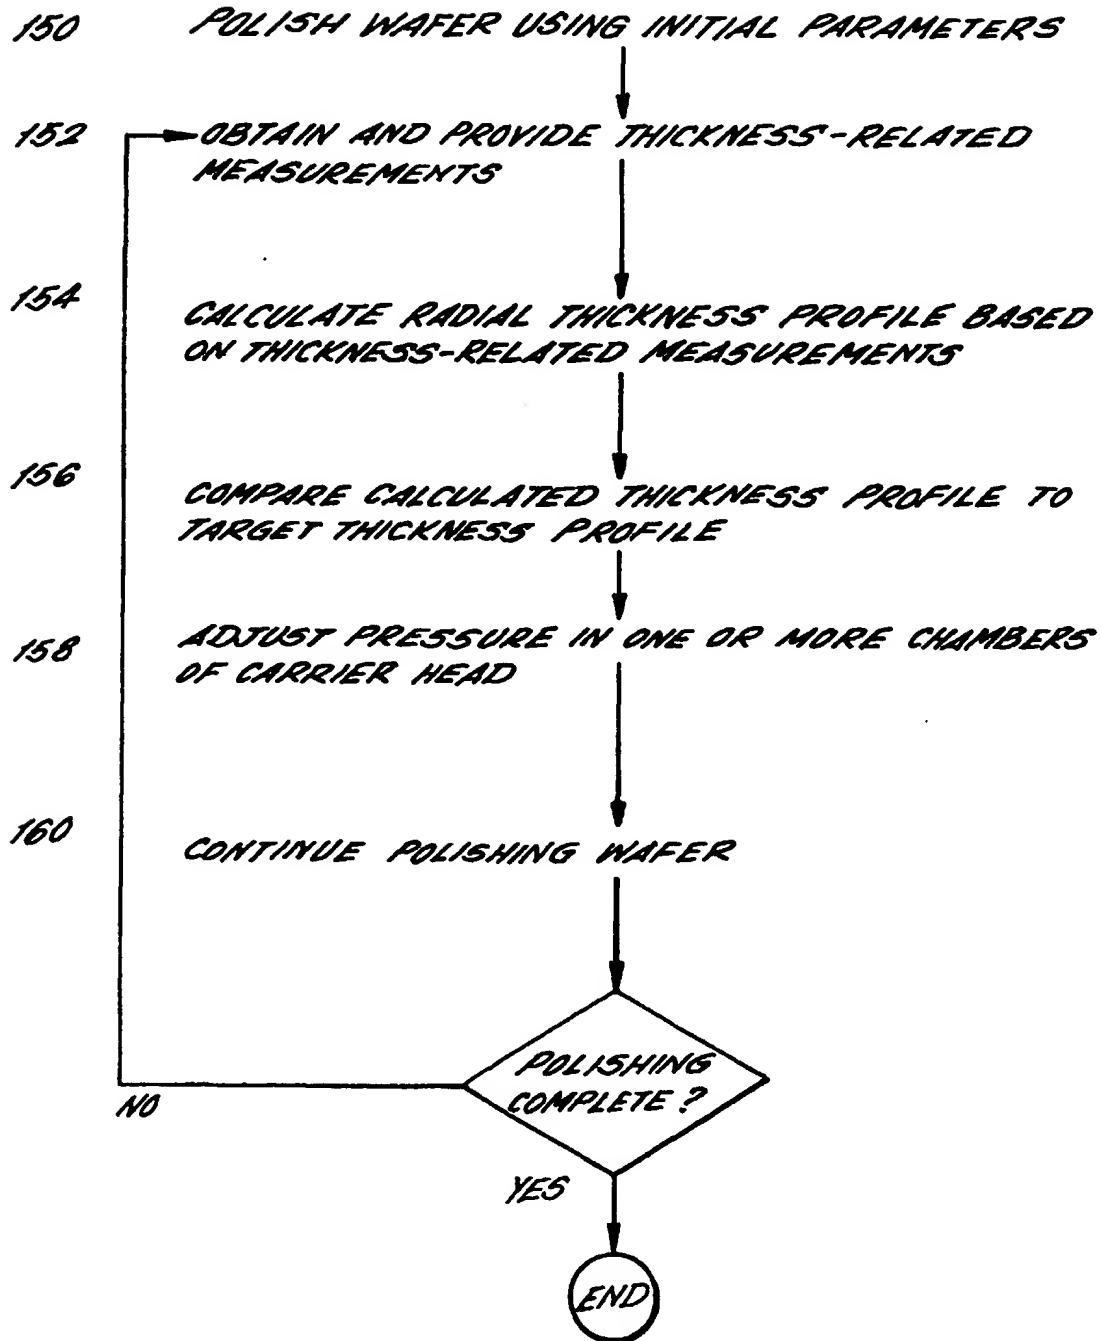 150 POLISH WAFER USING INITIAL PARAMETERS
152 OBTAIN AND PROVIDE THICKNESS-RELATED
MEASUREMENTS
154 CALCULATE RADIAL THICKNESS PROFILE BASED
ON THICKNESS-RELATED MEASUREMENTS
156 COMPARE CALCULATED THICKNESS PROFILE TO
TARGET THICKNESS PROFILE
158 ADJUST PRESSURE IN ONE OR MORE CHAMBERS
OF CARRIER HEAD
160 CONTINUE POLISHING WAFER
POLISHING
COMPLETE?
NO
YES
END